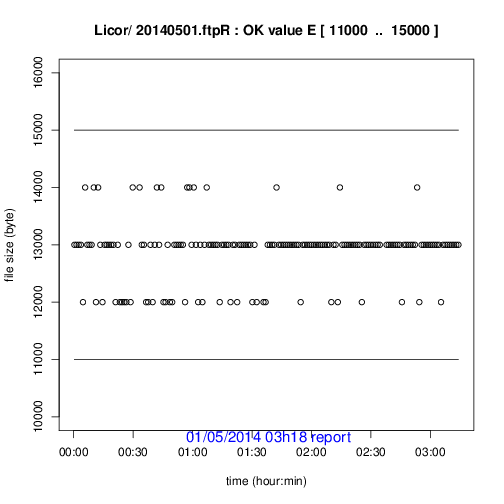 Licor/ 20140501.ftpR : OK value E [ 11000 .. 15000 ]
file size (byte)
16000
15000
14000
13000
12000
11000
10000
01/05/2014 03h18 report
00:00 00:30 01:00 01:30 02:00 02:30 03:00
time (hour:min)